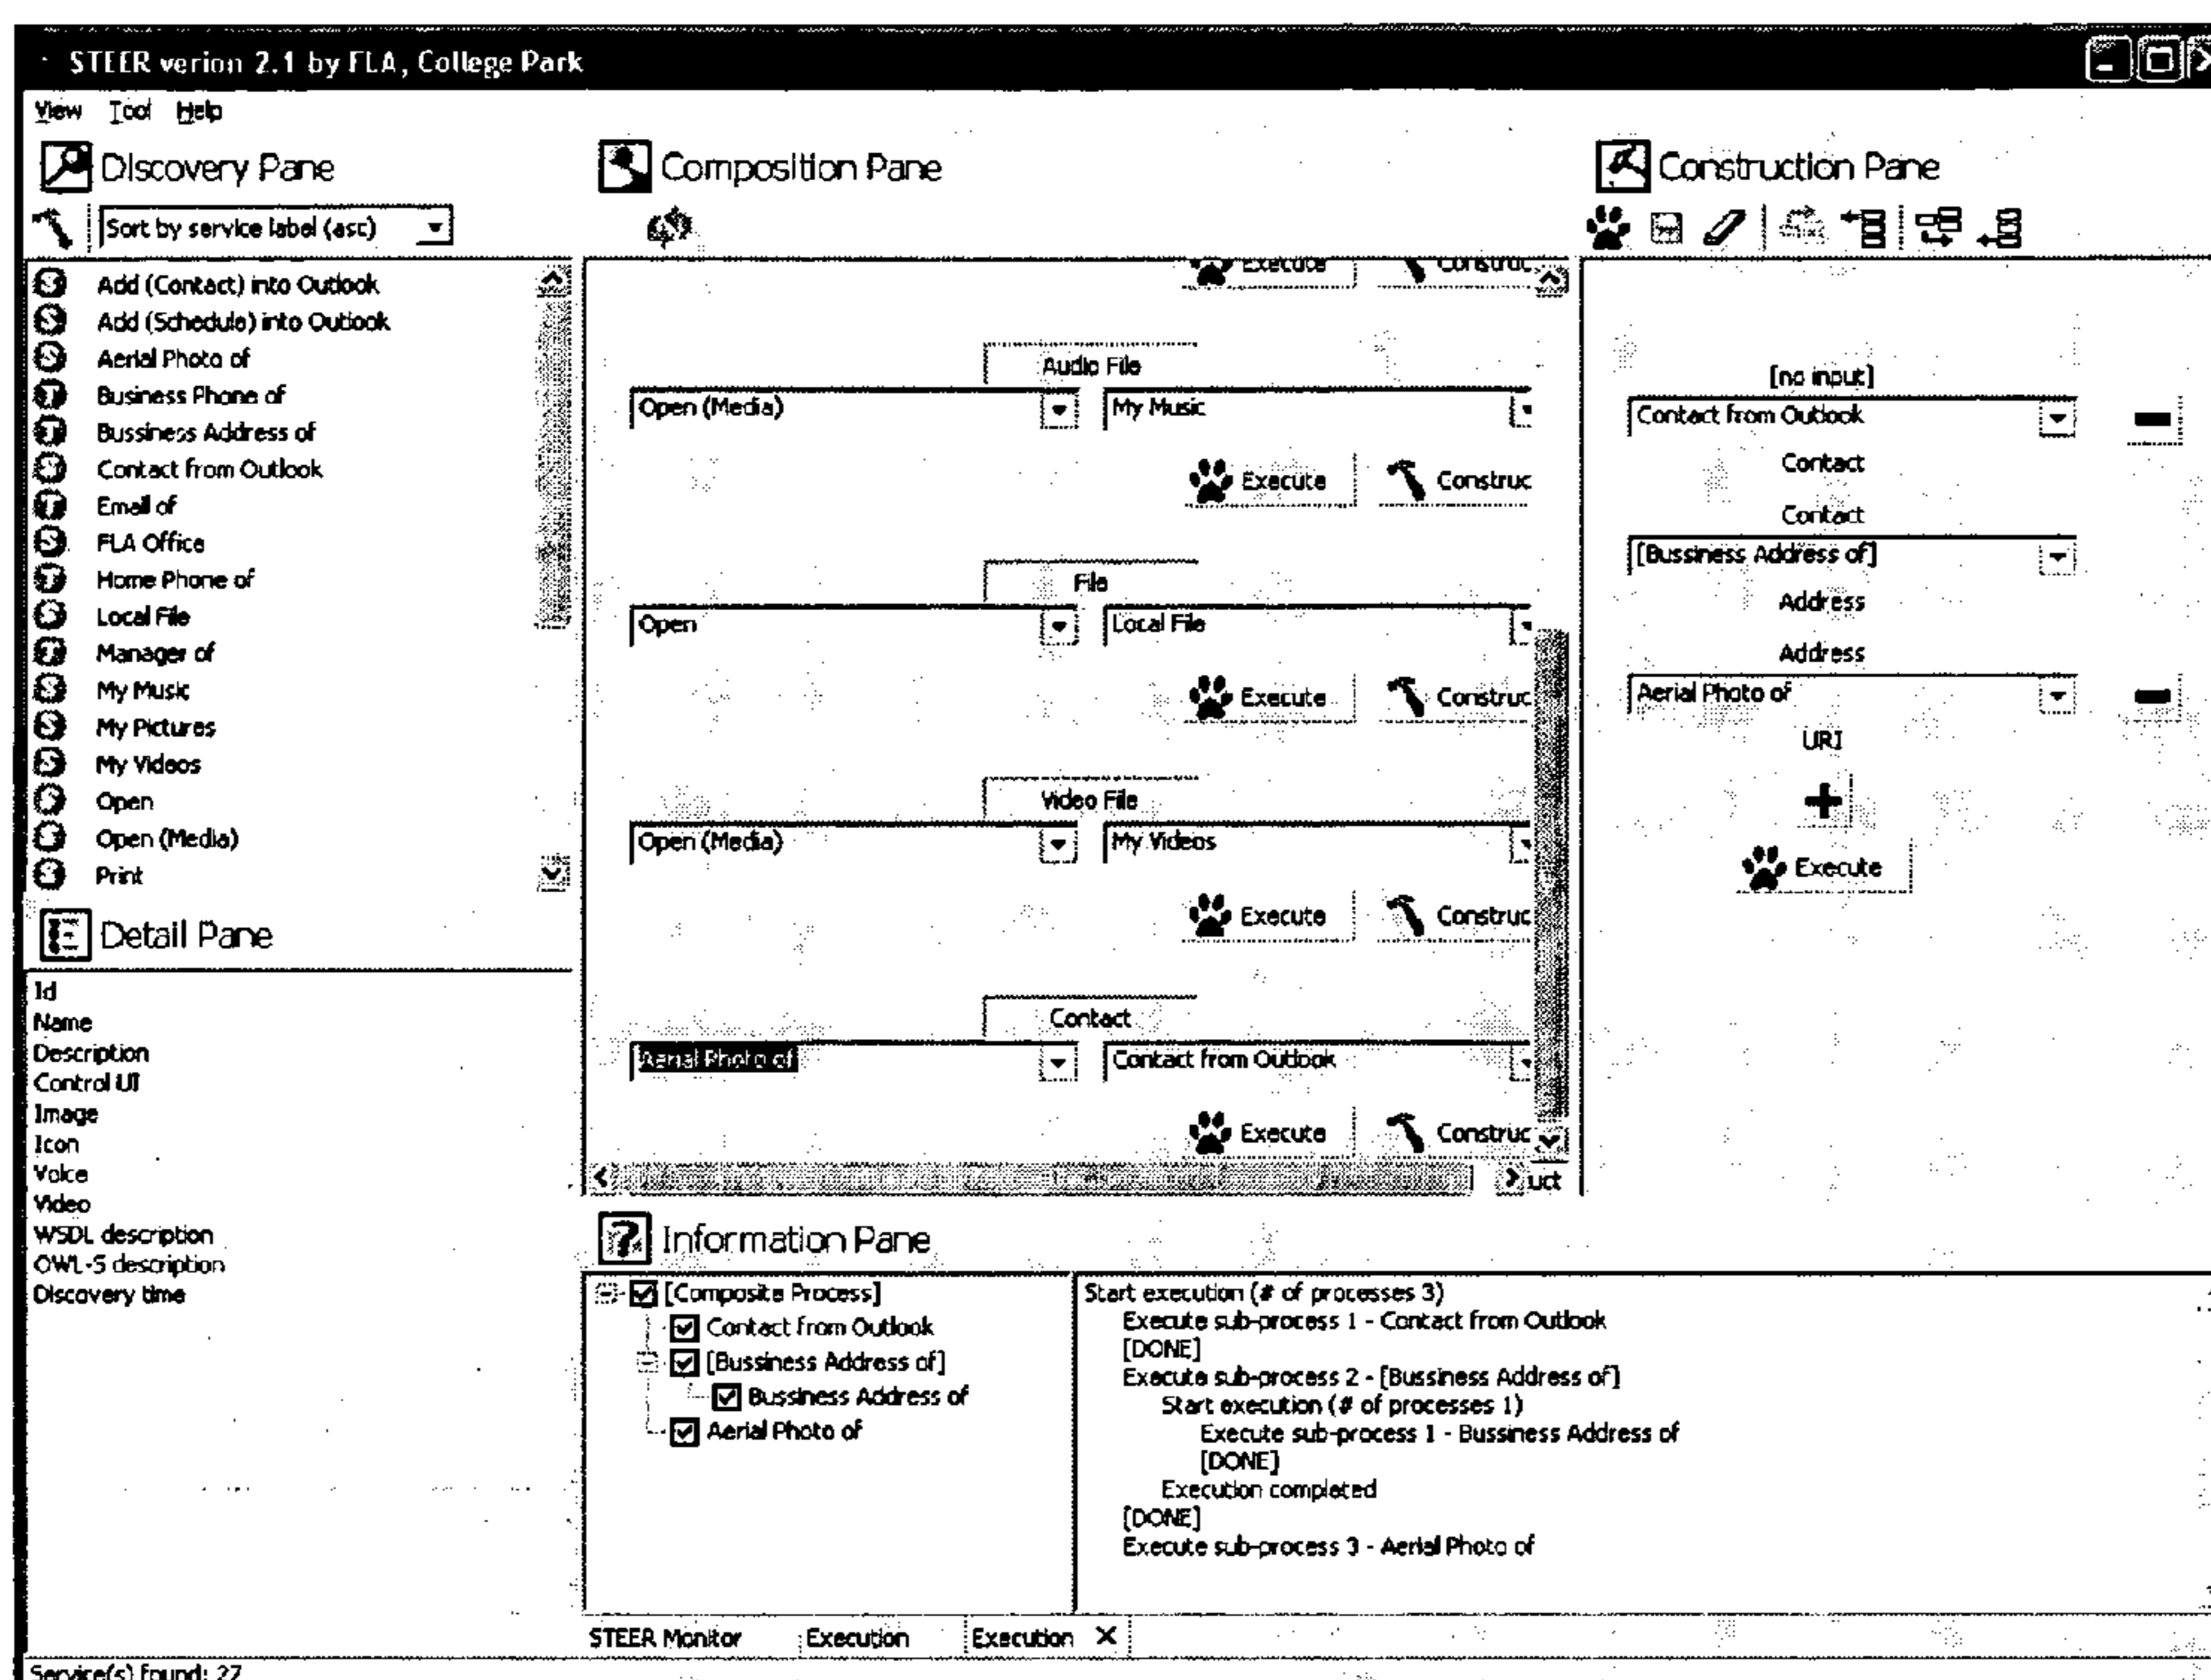 STEER verion 2.1 by FLA, College Park
View Tool Help
Discovery Pane
Sort by service label (asc)
Add (Contact) into Outlook
Add (Schedule) into Outlook
Aerial Photo of
Business Phone of
Bussiness Address of
Contact from Outlook
Email of
FLA Office
Home Phone of
Local File
Manager of
My Music
My Pictures
My Videos
Open
Open (Media)
Print
Detail Pane
Id
Name
Description
Control UI
Image
Icon
Voice
Video
WSDL description
OWL-S description
Discovery time
Composition Pane
Execute Construc
Audio File
Open (Media) My Music
Execute Construc
File
Open Local File
Execute Construc
Video File
Open (Media) My Videos
Execute Construc
Contact
Aerial Photo of Contact from Outlook
Execute Construc
uct
Construction Pane
[no input]
Contact from Outlook
Contact
Contact
[Bussiness Address of]
Address
Address
Aerial Photo of
URI
Execute
Information Pane
[Composite Process]
Contact from Outlook
[Bussiness Address of]
Bussiness Address of
Aerial Photo of
Start execution (# of processes 3)
Execute sub-process 1 - Contact from Outlook
[DONE]
Execute sub-process 2 - [Bussiness Address of]
Start execution (# of processes 1)
Execute sub-process 1 - Bussiness Address of
[DONE]
Execution completed
[DONE]
Execute sub-process 3 - Aerial Photo of
STEER Monitor Execution Execution
Service(s) found: 27